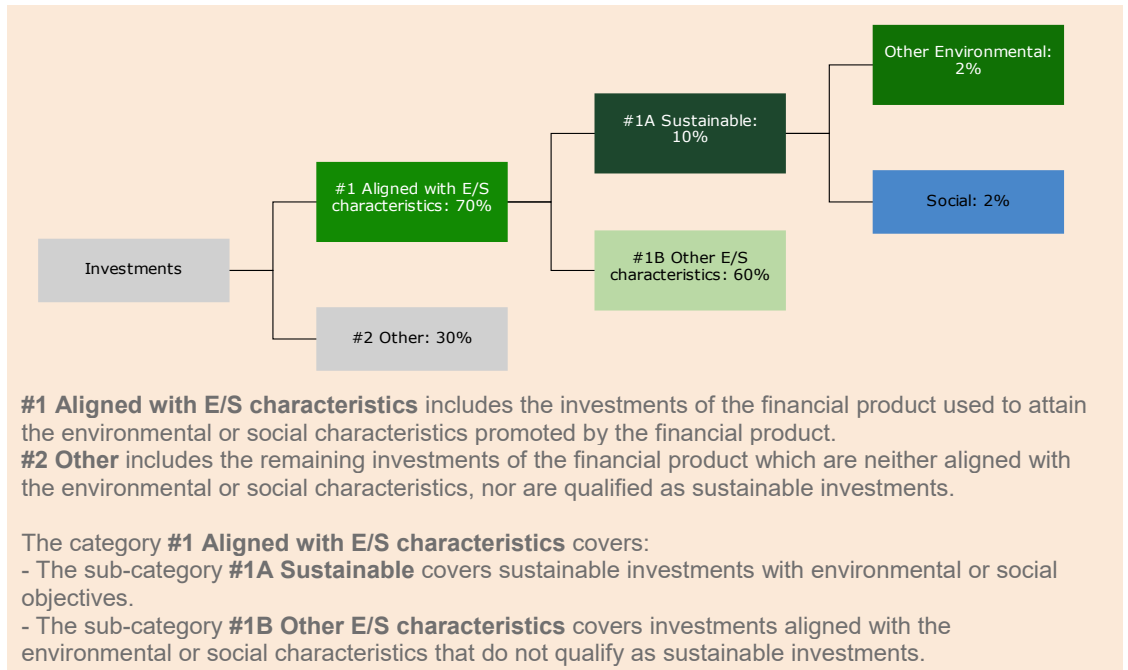 Other Environmental:
2%
#1A Sustainable:
10%
#1 Aligned with E/S
characteristics: 70%
Social: 2%
Investments
#1B Other E/S
characteristics: 60%
#2 Other: 30%
#1 Aligned with E/S characteristics includes the investments of the financial product used to attain
the environmental or social characteristics promoted by the financial product.
#2 Other includes the remaining investments of the financial product which are neither aligned with
the environmental or social characteristics, nor are qualified as sustainable investments.
The category #1 Aligned with E/S characteristics covers:
- The sub-category #1A Sustainable covers sustainable investments with environmental or social
objectives.
- The sub-category #1B Other E/S characteristics covers investments aligned with the
environmental or social characteristics that do not qualify as sustainable investments.